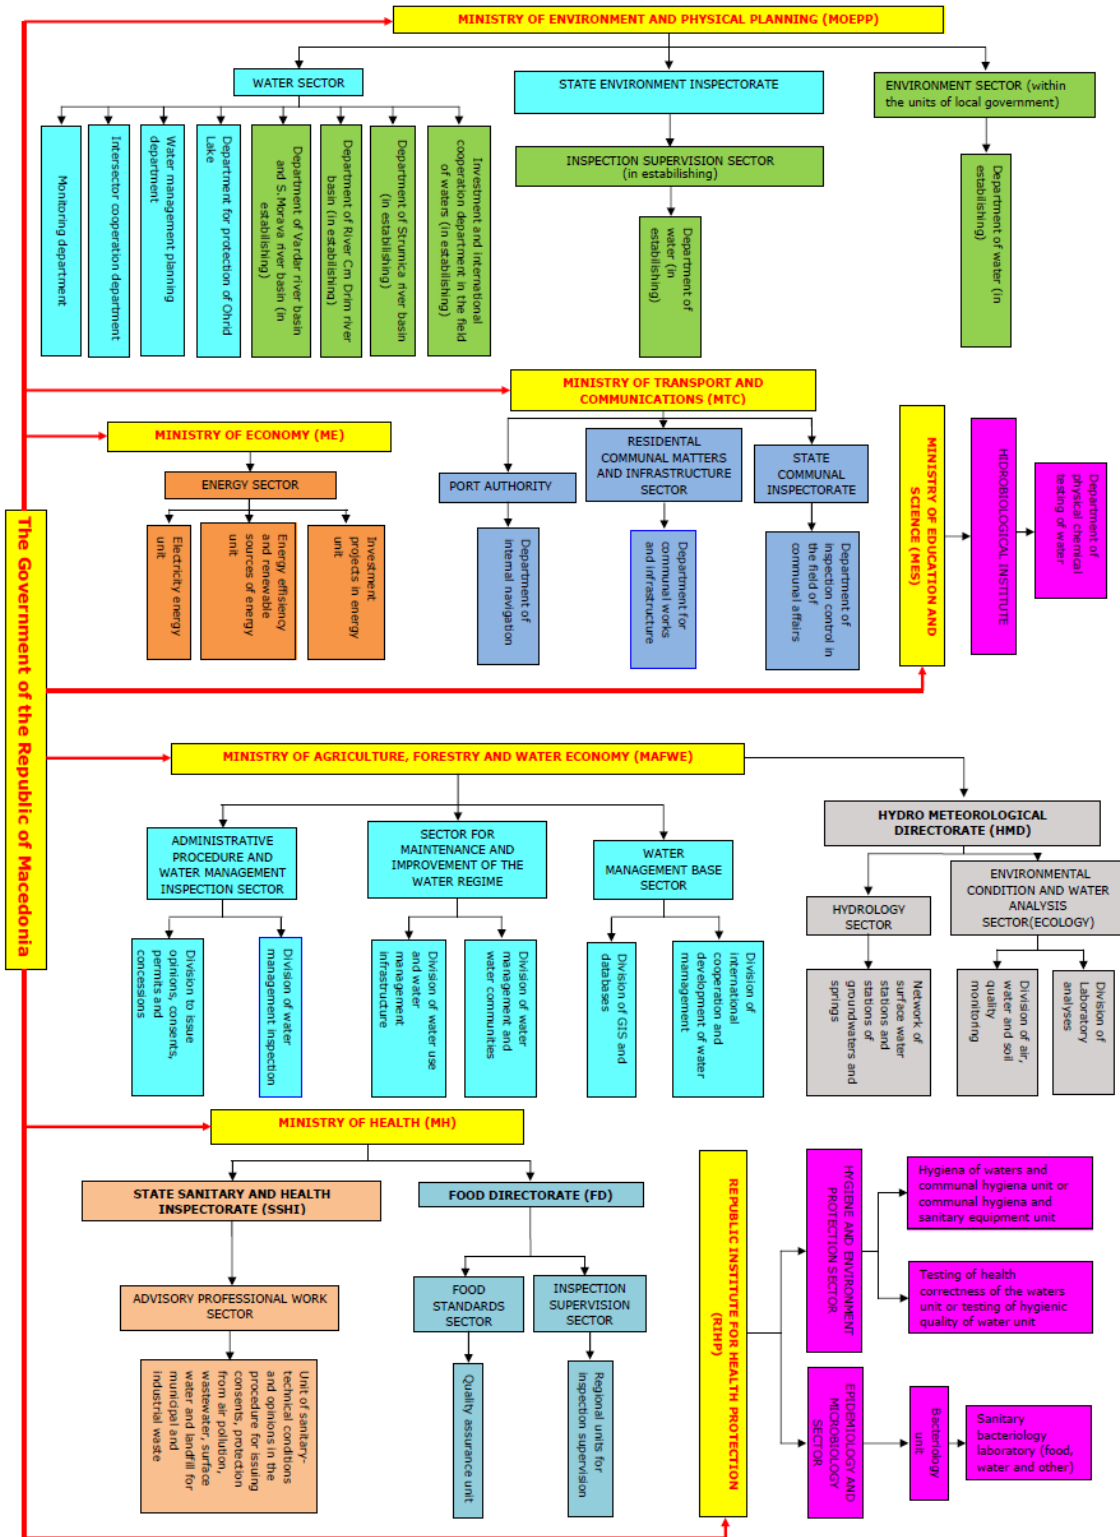 MINISTRY OF ENVIRONMENT AND PHYSICAL PLANNING (MOEPP)
WATER SECTOR
STATE ENVIRONMENT INSPECTORATE
ENVIRONMENT SECTOR (within
the units of local government)
Monitoring department
Intersector cooperation department
Water management planning
department
Department for protection of Ohrid
Lake
Department of Vardar river basin
and S.Morava river basin (in
estabilishing)
Department of River Crn Drim river
basin (in estabilishing)
Department of Strumica river basin
(in estabilishing)
Investment and international
cooperation department in the field
of waters (in estabilishing)
INSPECTION SUPERVISION SECTOR
(in estabilishing)
Department of
water (in
estabilishing)
Department of water (in
estabilishing)
MINISTRY OF TRANSPORT AND
COMMUNICATIONS (MTC)
MINISTRY OF ECONOMY (ME)
ENERGY SECTOR
Electricity energy
unit
Energy effisiency
and renewable
sources of energy
unit
Investment
projects in energy
unit
PORT AUTHORITY
RESIDENTAL
COMMUNAL MATTERS
AND INFRASTRUCTURE
SECTOR
STATE
COMMUNAL
INSPECTORATE
Department of
internal navigation
Department for
communal works
and infrastructure
Department of
inspection control in
the field of
communal affairs
MINISTRY OF EDUCATION AND
SCIENCE (MES)
HIDROBIOLOGICAL INSTITUTE
Department of
physical chemical
testing of water
The Government of the Republic of Macedonia
MINISTRY OF AGRICULTURE, FORESTRY AND WATER ECONOMY (MAFWE)
ADMINISTRATIVE
PROCEDURE AND
WATER MANAGEMENT
INSPECTION SECTOR
SECTOR FOR
MAINTENANCE AND
IMPROVEMENT OF THE
WATER REGIME
WATER
MANAGEMENT BASE
SECTOR
HYDRO METEOROLOGICAL
DIRECTORATE (HMD)
HYDROLOGY
SECTOR
ENVIRONMENTAL
CONDITION AND WATER
ANALYSIS
SECTOR(ECOLOGY)
Division to issue
opinions, consents,
permits and
concessions
Division of water
management inspection
Division of water use
and water
management
infrastructure
Division of water
management and
water communities
Division of GIS and
databases
Division of
international
cooperation and
development of water
mamagement
Network of
surface water
stations and
stations of
groundwaters and
springs
Division of air,
water and soil
quality
monitoring
Division of
Laboratory
analyses
MINISTRY OF HEALTH (MH)
STATE SANITARY AND HEALTH
INSPECTORATE (SSHI)
FOOD DIRECTORATE (FD)
ADVISORY PROFESSIONAL WORK
SECTOR
FOOD
STANDARDS
SECTOR
INSPECTION
SUPERVISION
SECTOR
Unit of sanitary-
technical conditions
and opinions in the
procedure for issuing
consents, protection
from air pollution,
wastewater, surface
water and landfill for
municipal and
industrial waste
Quality assurance unit
Regional units for
inspection supervision
REPUBLIC INSTITUTE FOR HEALTH PROTECTION
(RIHP)
HYGIENE AND ENVIRONMENT
PROTECTION SECTOR
Hygiena of waters and
communal hygiena unit or
communal hygiena and
sanitary equipment unit
Testing of health
correctness of the waters
unit or testing of hygienic
quality of water unit
EPIDEMIOLOGY AND
MICROBIOLOGY
SECTOR
Bacteriology
unit
Sanitary
bacteriology
laboratory (food,
water and other)